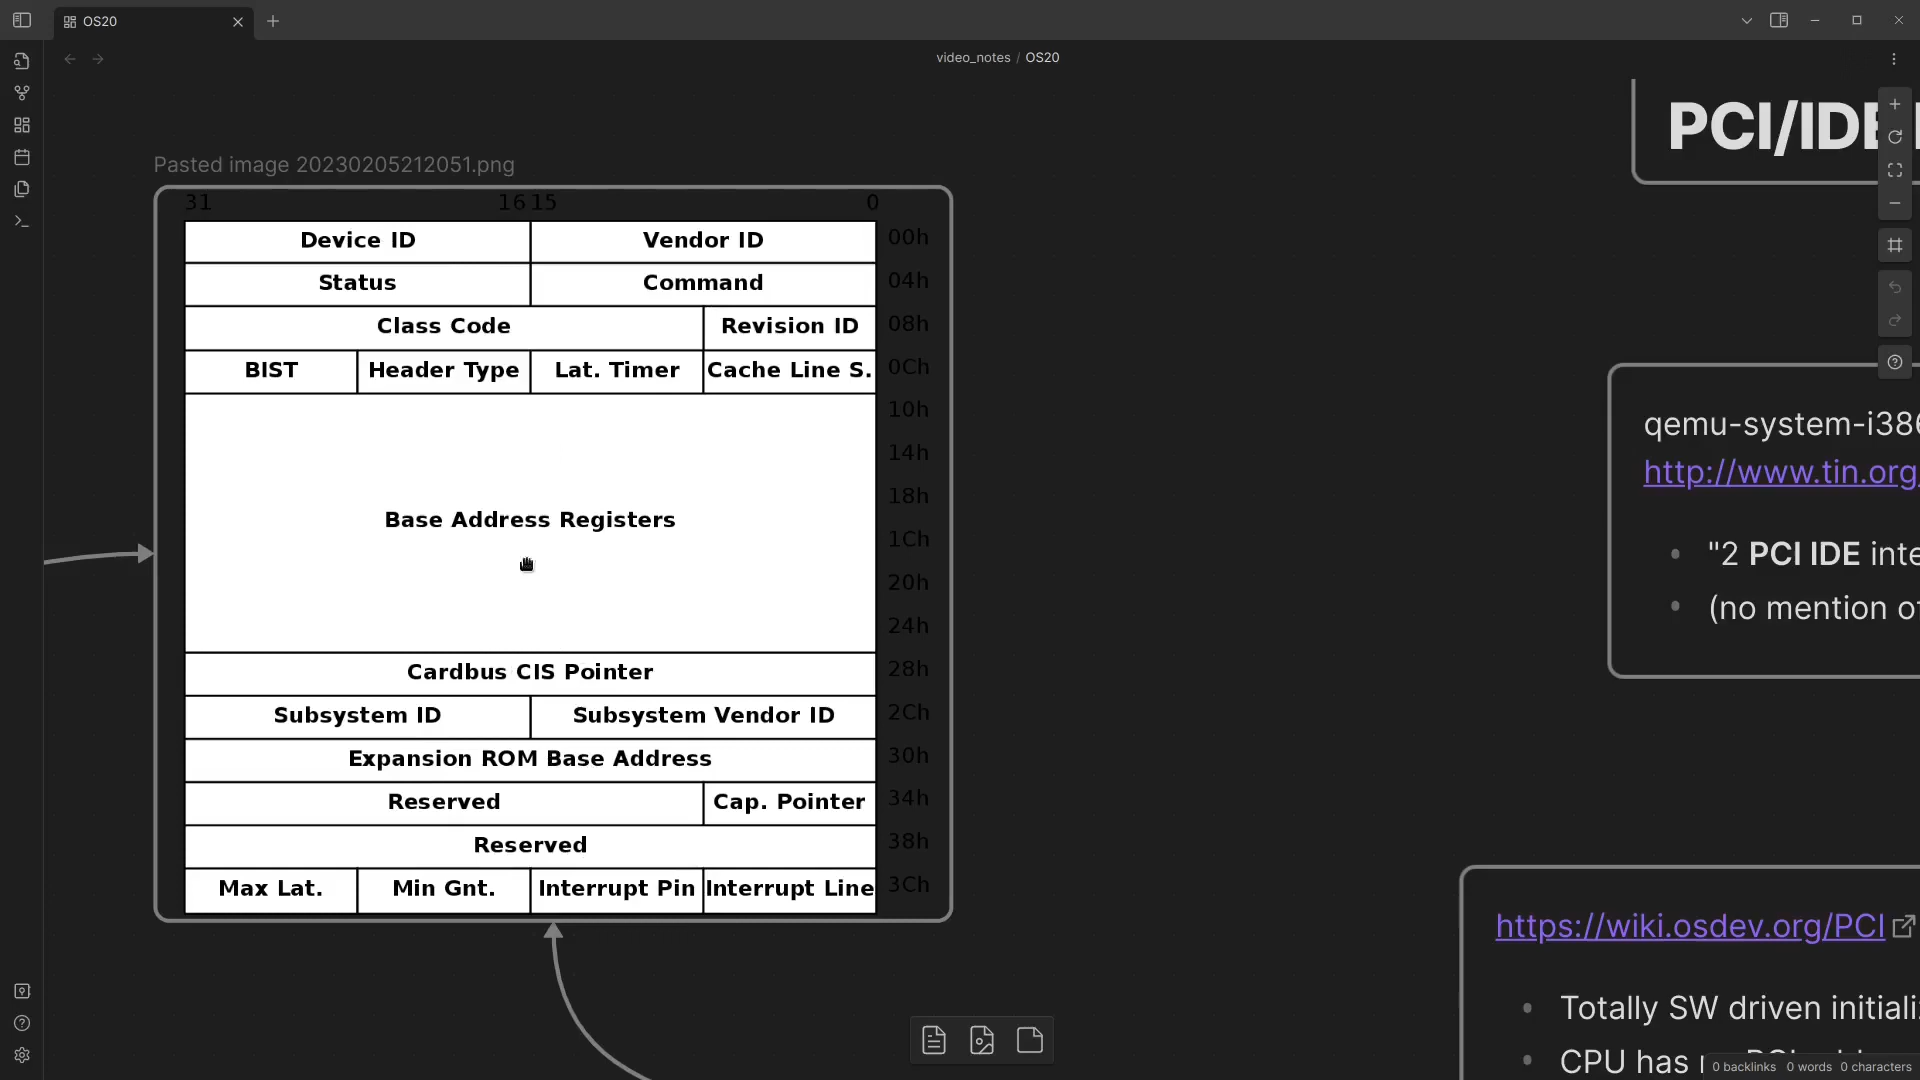 OS20
video_notes / OS20
PCI/IDE
Pasted image 20230205212051.png
31 16 15 0
Device ID Vendor ID 00h
Status Command 04h
Class Code Revision ID 08h
BIST Header Type Lat. Timer Cache Line S. 0Ch
10h
14h
18h
Base Address Registers
1Ch
20h
24h
Cardbus CIS Pointer 28h
Subsystem ID Subsystem Vendor ID 2Ch
Expansion ROM Base Address 30h
Reserved Cap. Pointer 34h
Reserved 38h
Max Lat. Min Gnt. Interrupt Pin Interrupt Line 3Ch
qemu-system-i386
http://www.tin.org
"2 PCI IDE inte
(no mention of
https://wiki.osdev.org/PCI
Totally SW driven initiali
CPU has
0 backlinks 0 words 0 characters